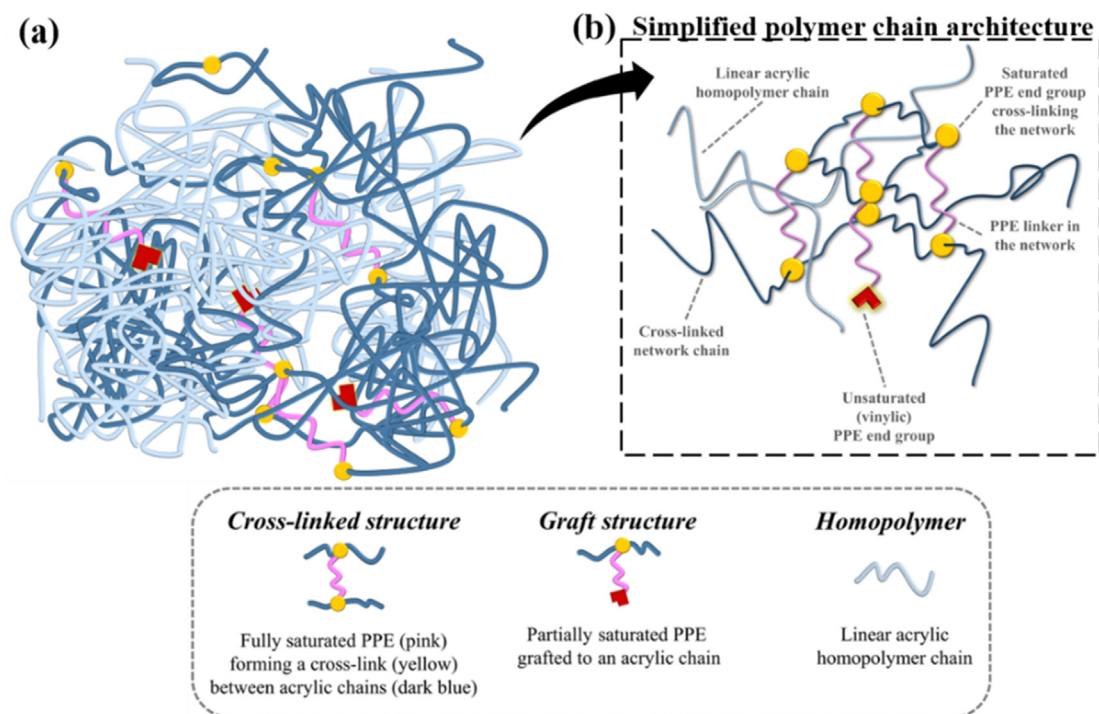 (a)
(b) Simplified polymer chain architecture
Linear acrylic
homopolymer chain
Saturated
PPE end group
cross-linking
the network
PPE linker in
the network
Cross-linked
network chain
Unsaturated
(vinylic)
PPE end group
Cross-linked structure
Fully saturated PPE (pink)
forming a cross-link (yellow)
between acrylic chains (dark blue)
Graft structure
Partially saturated PPE
grafted to an acrylic chain
Homopolymer
Linear acrylic
homopolymer chain